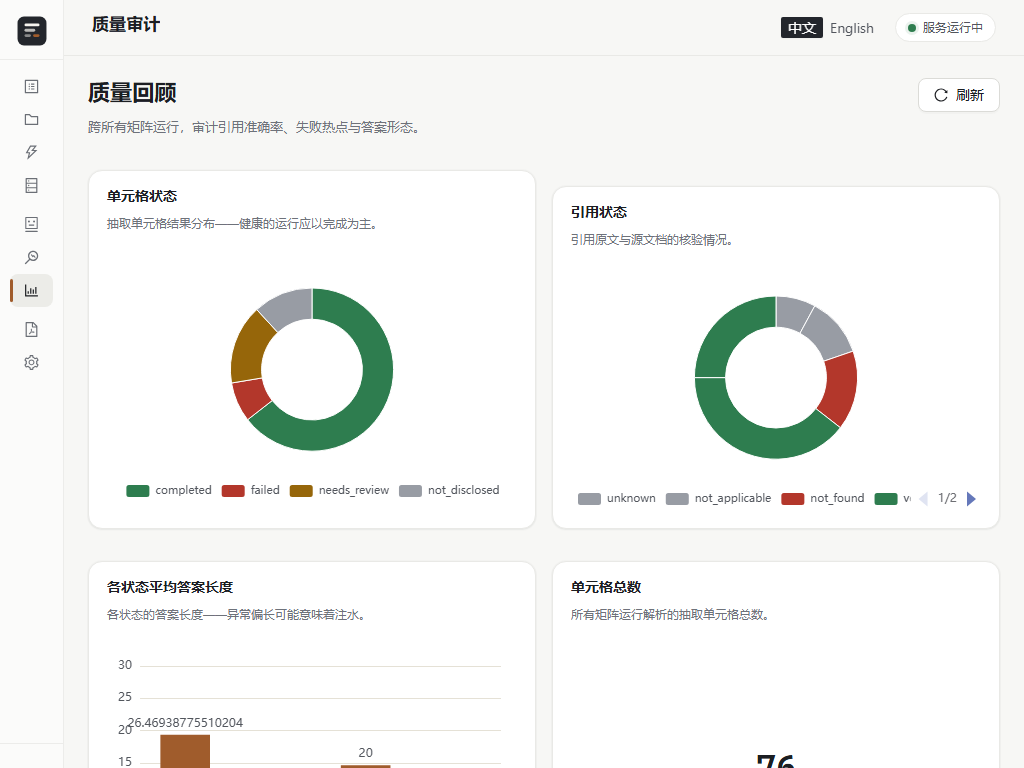 质量审计
中文 English 服务运行中
质量回顾
刷新
跨所有矩阵运行，审计引用准确率、失败热点与答案形态。
单元格状态
抽取单元格结果分布——健康的运行应以完成为主。
completed failed needs_review not_disclosed
引用状态
引用原文与源文档的核验情况。
unknown not_applicable not_found 1/2
各状态平均答案长度
各状态的答案长度——异常偏长可能意味着注水。
30
25
26.46938775510204
20
20
15
单元格总数
所有矩阵运行解析的抽取单元格总数。
76